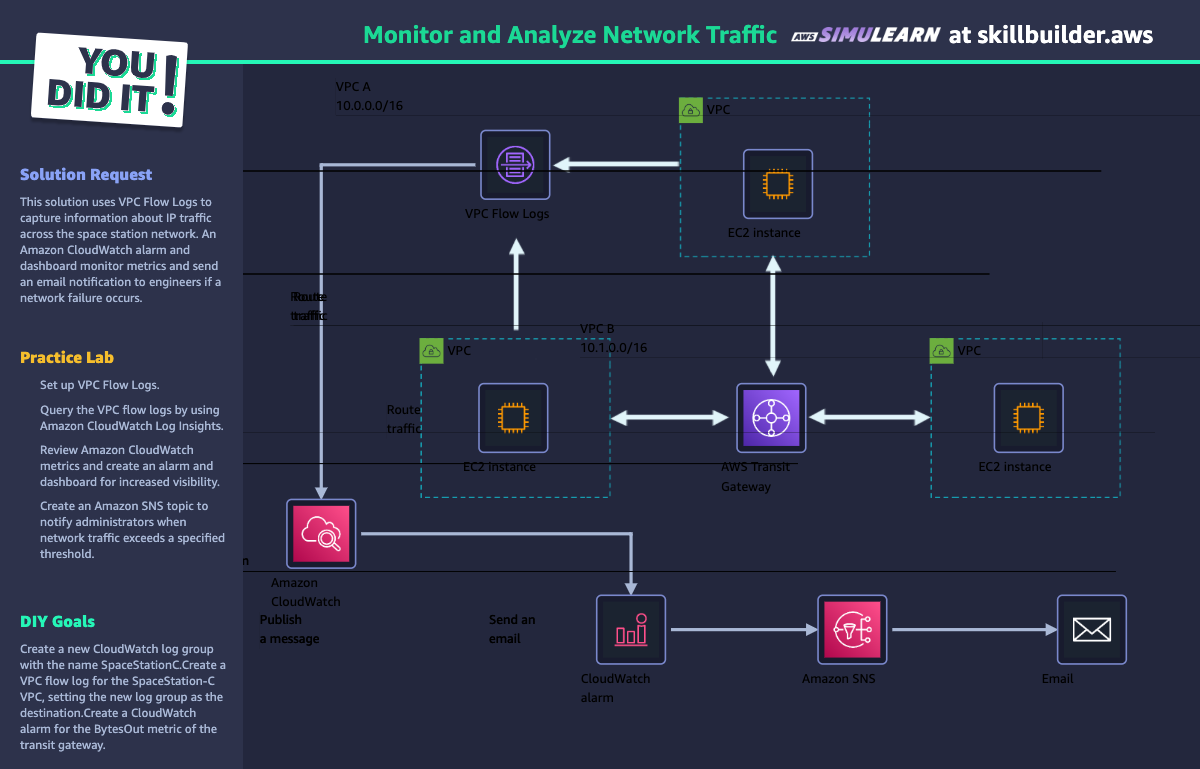 Monitor and Analyze Network Traffic AWS SIMULEARN at skillbuilder.aws
YOU
DID IT!
Solution Request
This solution uses VPC Flow Logs to
capture information about IP traffic
across the space station network. An
Amazon CloudWatch alarm and
dashboard monitor metrics and send
an email notification to engineers if a
network failure occurs.
Practice Lab
Set up VPC Flow Logs.
Query the VPC flow logs by using
Amazon CloudWatch Log Insights.
Review Amazon CloudWatch
metrics and create an alarm and
dashboard for increased visibility.
Create an Amazon SNS topic to
notify administrators when
network traffic exceeds a specified
threshold.
DIY Goals
Create a new CloudWatch log group
with the name SpaceStationC.Create a
VPC flow log for the SpaceStation-C
VPC, setting the new log group as the
destination.Create a CloudWatch
alarm for the BytesOut metric of the
transit gateway.
VPC A
10.0.0.0/16
VPC
VPC Flow Logs
EC2 instance
Route
traffic
VPC B
10.1.0.0/16
VPC
VPC
Route
traffic
EC2 instance
AWS Transit
Gateway
EC2 instance
Amazon
CloudWatch
Publish
a message
Send an
email
CloudWatch
alarm
Amazon SNS
Email